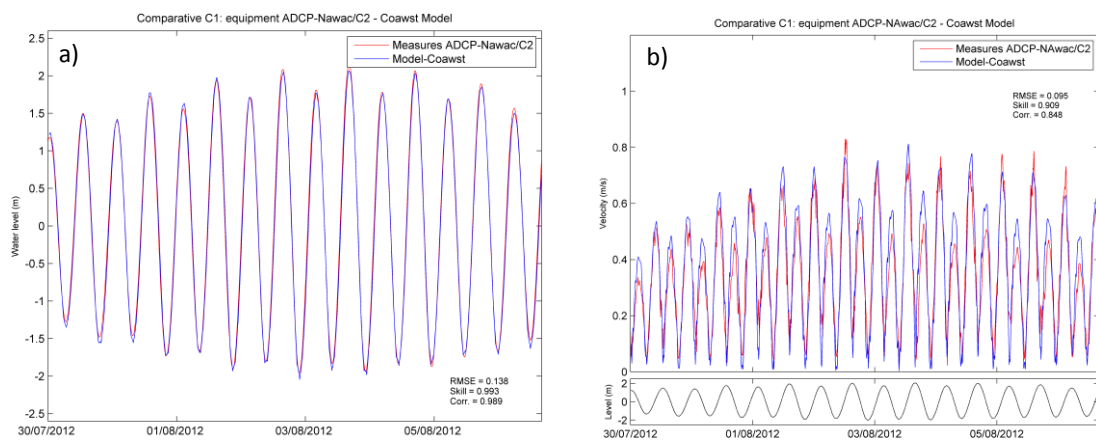 Comparative C1: equipment ADCP-Nawac/C2 - Coawst Model
a)
Measures ADCP-Nawac/C2
Model-Coawst
Water level (m)
2.5
2
1.5
1
0.5
0
-0.5
-1
-1.5
-2
-2.5
RMSE = 0.138
Skill = 0.993
Corr. = 0.989
30/07/2012 01/08/2012 03/08/2012 05/08/2012
Comparative C1: equipment ADCP-NAwac/C2 - Coawst Model
b)
Measures ADCP-NAwac/C2
Model-Coawst
RMSE = 0.095
Skill = 0.909
Corr. = 0.848
Velocity (m/s)
1
0.8
0.6
0.4
0.2
0
Level (m)
2
0
-2
30/07/2012 01/08/2012 03/08/2012 05/08/2012